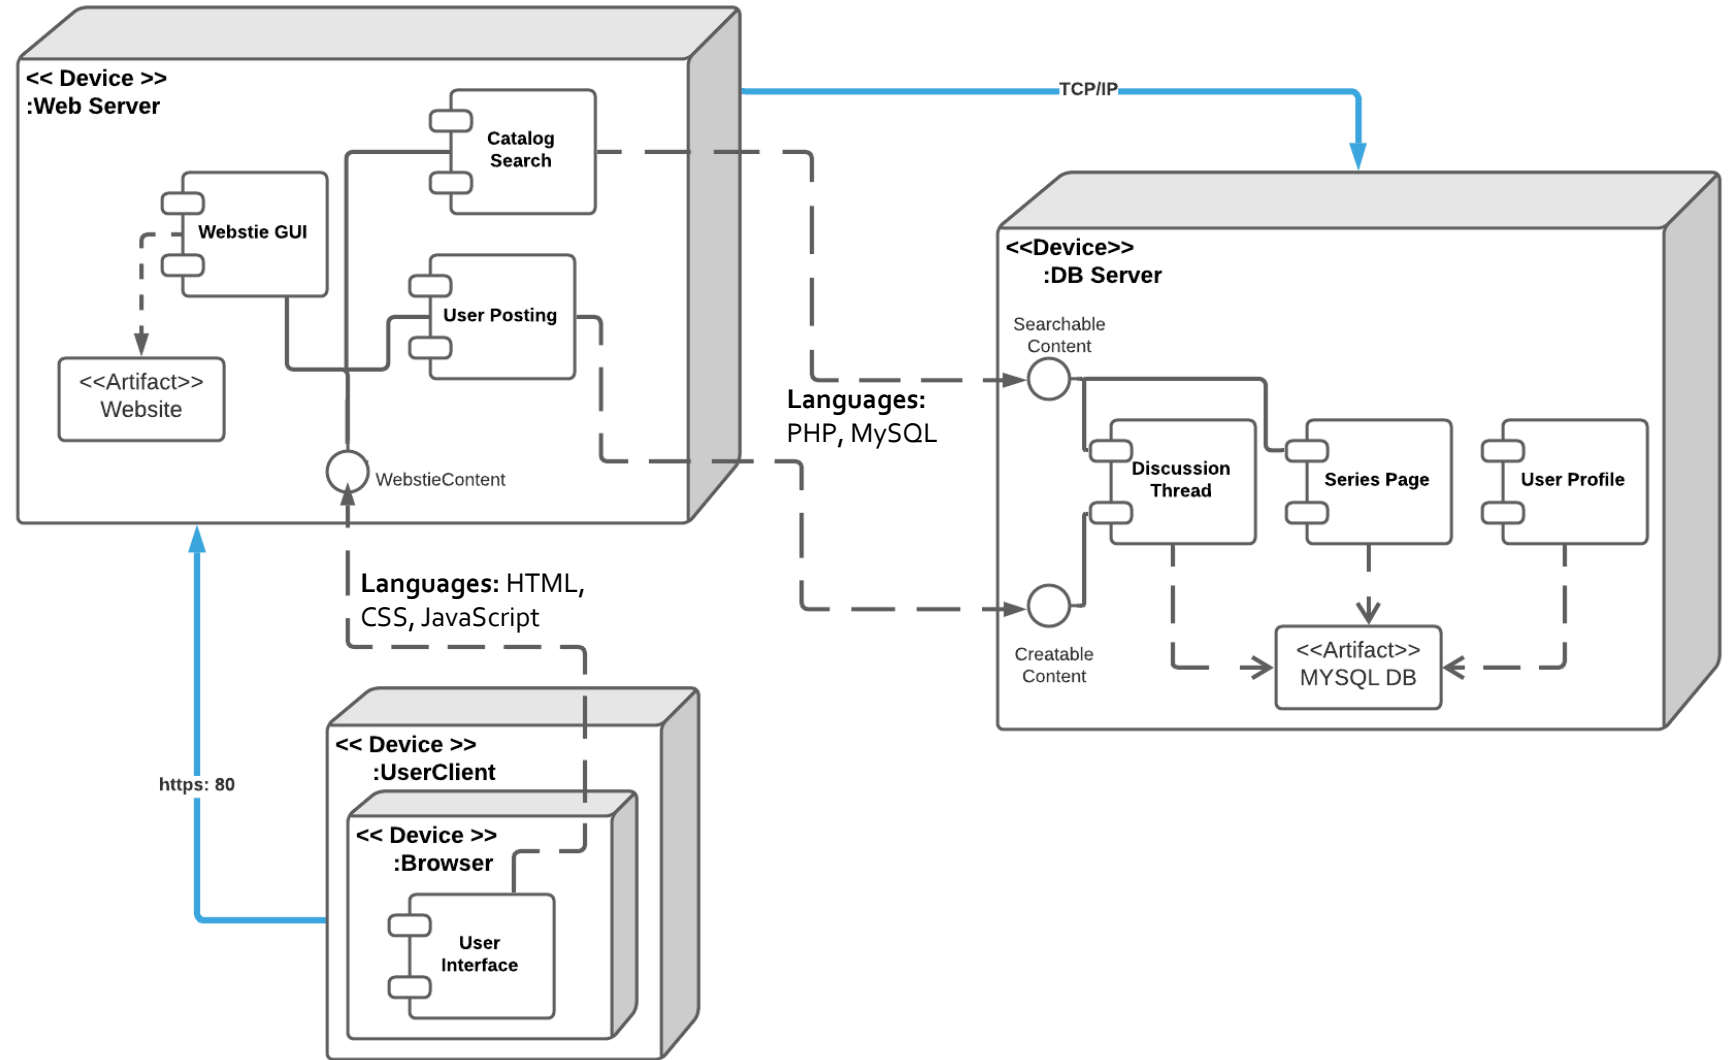 << Device >>
:Web Server
Catalog
Search
Webstie GUI
User Posting
<<Artifact>>
Website
WebstieContent
TCP/IP
<<Device>>
:DB Server
Searchable
Content
Languages:
PHP, MySQL
Discussion
Thread
Series Page
User Profile
Creatable
Content
<<Artifact>>
MYSQL DB
Languages: HTML,
CSS, JavaScript
https: 80
<< Device >>
:UserClient
<< Device >>
:Browser
User
Interface